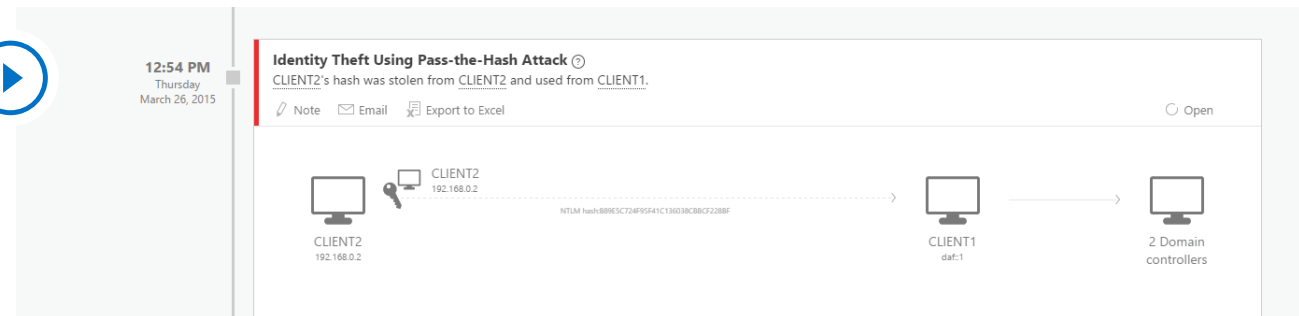 12:54 PM
Thursday
March 26, 2015
Identity Theft Using Pass-the-Hash Attack
CLIENT2's hash was stolen from CLIENT2 and used from CLIENT1.
Note Email Export to Excel Open
CLIENT2
192.168.0.2
NTLM
CLIENT2
192.168.0.2
CLIENT1
daf::1
2 Domain
controllers